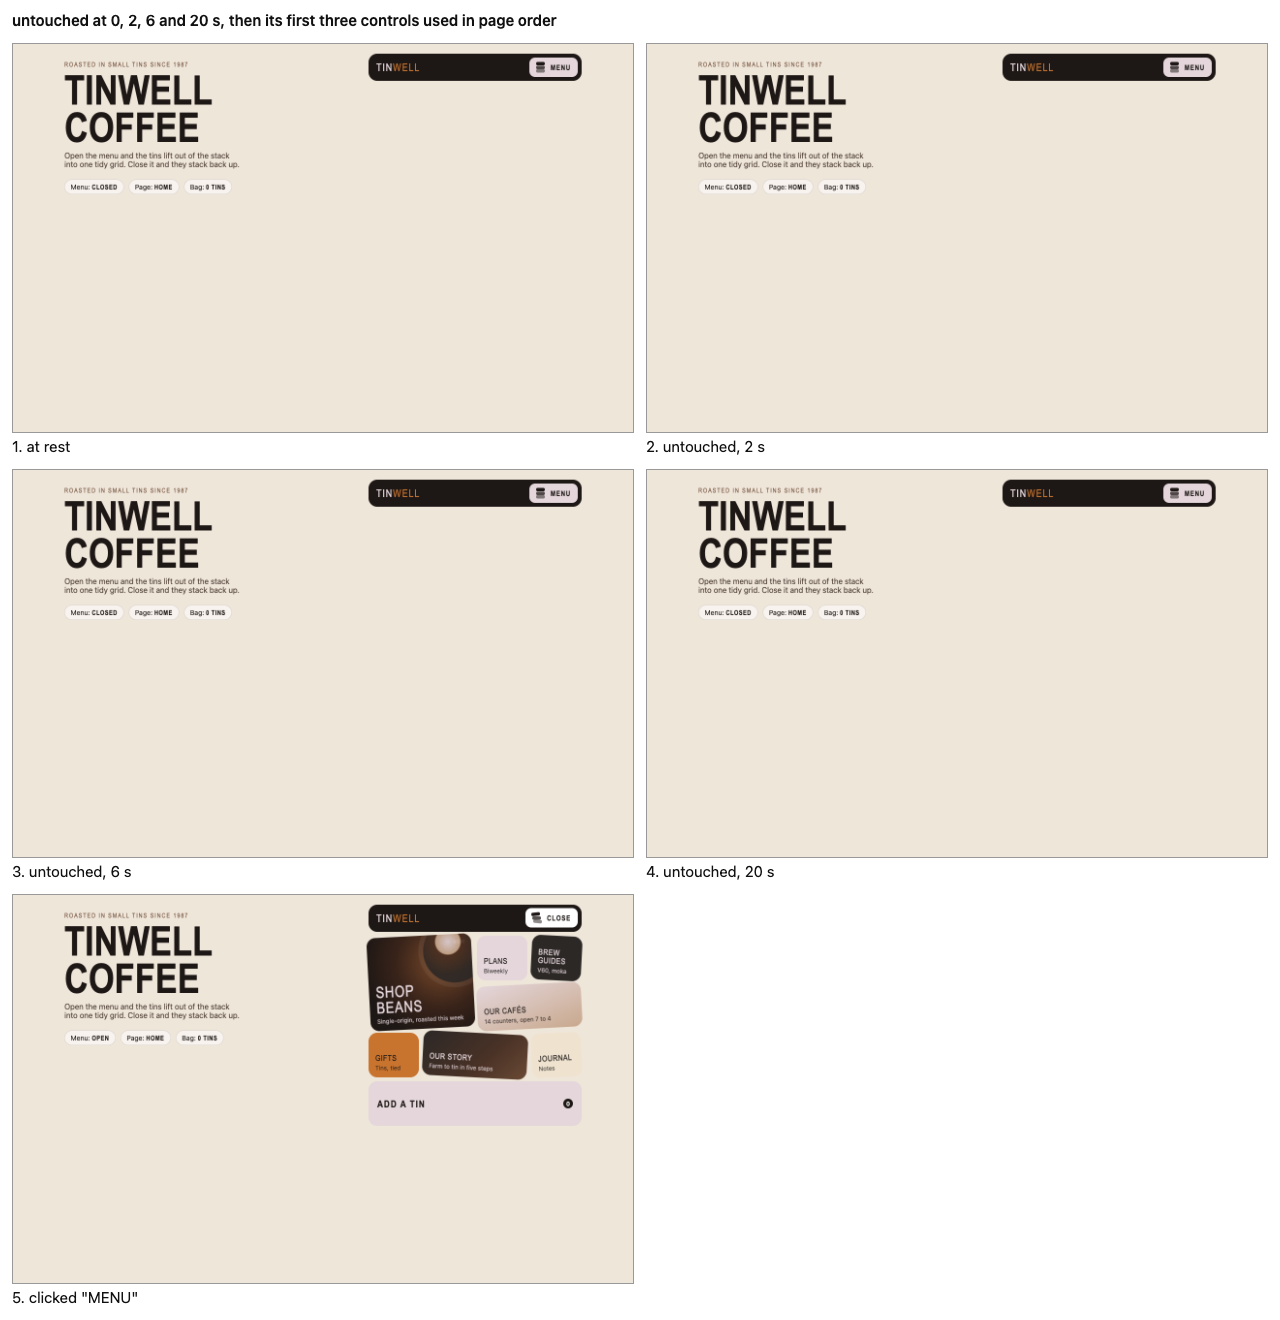 untouched at 0, 2, 6 and 20 s, then its first three controls used in page order
ROASTED IN SMALL TINS SINCE 1987
TINWELL
COFFEE
Open the menu and the tins lift out of the stack
into one tidy grid. Close it and they stack back up.
Menu: CLOSED Page: HOME Bag: 0 TINS
TINWELL MENU
1. at rest
ROASTED IN SMALL TINS SINCE 1987
TINWELL
COFFEE
Open the menu and the tins lift out of the stack
into one tidy grid. Close it and they stack back up.
Menu: CLOSED Page: HOME Bag: 0 TINS
TINWELL MENU
2. untouched, 2 s
ROASTED IN SMALL TINS SINCE 1987
TINWELL
COFFEE
Open the menu and the tins lift out of the stack
into one tidy grid. Close it and they stack back up.
Menu: CLOSED Page: HOME Bag: 0 TINS
TINWELL MENU
3. untouched, 6 s
ROASTED IN SMALL TINS SINCE 1987
TINWELL
COFFEE
Open the menu and the tins lift out of the stack
into one tidy grid. Close it and they stack back up.
Menu: CLOSED Page: HOME Bag: 0 TINS
TINWELL MENU
4. untouched, 20 s
ROASTED IN SMALL TINS SINCE 1987
TINWELL
COFFEE
Open the menu and the tins lift out of the stack
into one tidy grid. Close it and they stack back up.
Menu: OPEN Page: HOME Bag: 0 TINS
TINWELL CLOSE
SHOP
BEANS
Single-origin, roasted this week
PLANS
Biweekly
BREW
GUIDES
V60, moka
OUR CAFÉS
14 counters, open 7 to 4
GIFTS
Tins, tied
OUR STORY
Farm to tin in five steps
JOURNAL
Notes
ADD A TIN 0
5. clicked "MENU"